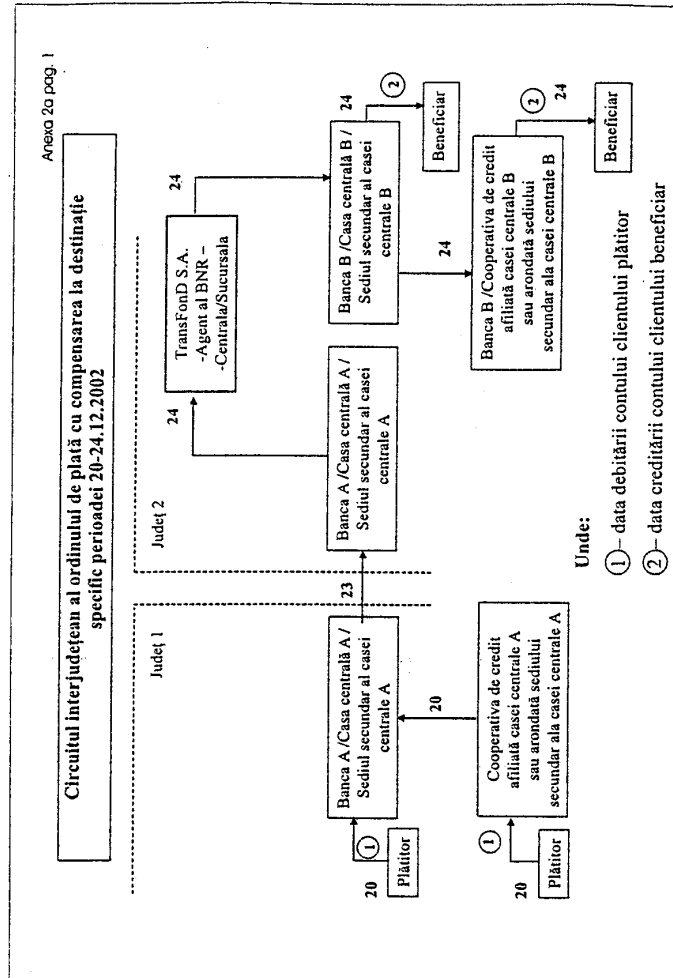 Anexa 2a pag. 1
Circuitul interjudețean al ordinului de plată cu compensarea la destinație
specific perioadei 20-24.12.2002
Județ 1
Județ 2
20
Plătitor
1
Banca A /Casa centrală A /
Sediul secundar al casei
centrale A
20
20
Plătitor
1
Cooperativa de credit
afiliată casei centrale A
sau arondată sediului
secundar ala casei centrale A
23
Banca A /Casa centrală A /
Sediul secundar al casei
centrale A
24
TransFonD S.A.
-Agent al BNR –
-Centrala/Sucursala
24
Banca B /Casa centrală B /
Sediul secundar al casei
centrale B
24
2
Beneficiar
24
Banca B /Cooperativa de credit
afiliată casei centrale B
sau arondată sediului
secundar ala casei centrale B
2
24
Beneficiar
Unde:
1 – data debitării contului clientului plătitor
2 – data creditării contului clientului beneficiar